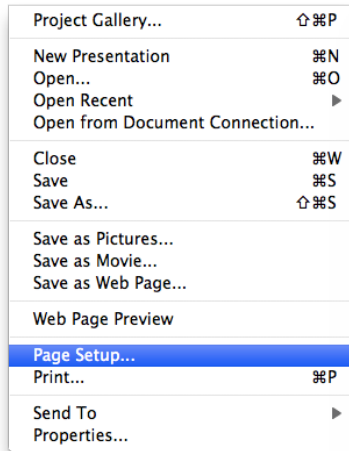 Project Gallery... ⇧⌘P
New Presentation ⌘N
Open... ⌘O
Open Recent ▶
Open from Document Connection...
Close ⌘W
Save ⌘S
Save As... ⇧⌘S
Save as Pictures...
Save as Movie...
Save as Web Page...
Web Page Preview
Page Setup...
Print... ⌘P
Send To ▶
Properties...